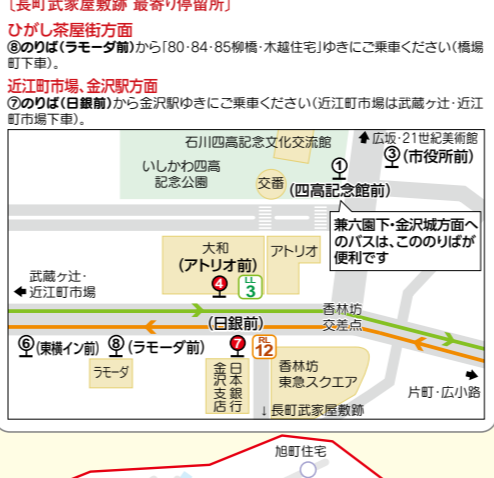 ［長町武家屋敷跡 最寄り停留所］
ひがし茶屋街方面
⑧のりば(ラモーダ前)から「80・84・85柳橋・木越住宅」ゆきにご乗車ください(橋場
町下車)。
近江町市場、金沢駅方面
⑦のりば(日銀前)から金沢駅ゆきにご乗車ください(近江町市場は武蔵ヶ辻・近江
町市場下車)。
石川四高記念文化交流館
↑広坂・21世紀美術館
③(市役所前)
いしかわ四高
記念公園
交番
①
(四高記念館前)
兼六園下・金沢城方面へ
のバスは、こののりばが
便利です
大和
(アトリオ前)
アトリオ
④
LL
3
武蔵ヶ辻・
←近江町市場
香林坊
交差点
(日銀前)
⑥(東横イン前)
⑧(ラモーダ前)
⑦
RL
12
ラモーダ
日本銀行
金沢支店
香林坊
東急スクエア
→
片町・広小路
↓長町武家屋敷跡
旭町住宅